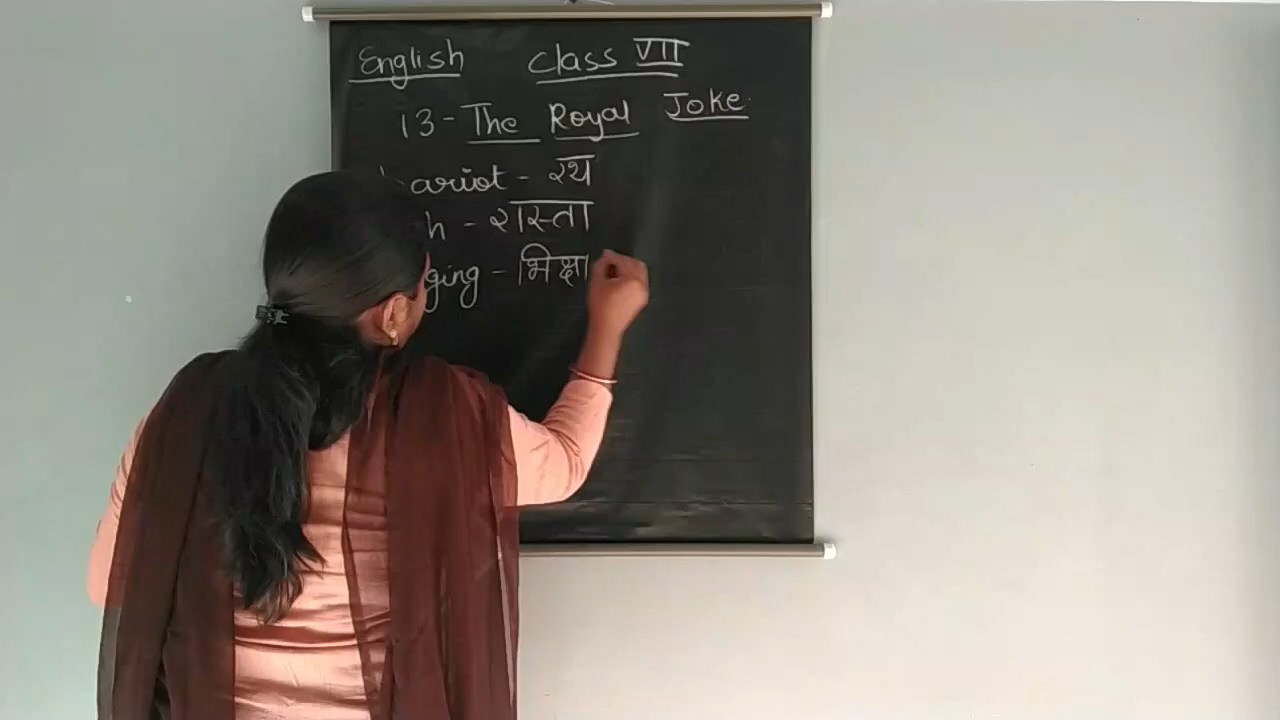 English Class VII
13- The Royal Joke
ariot - रथ
h - रास्ता
ging - भिक्षा